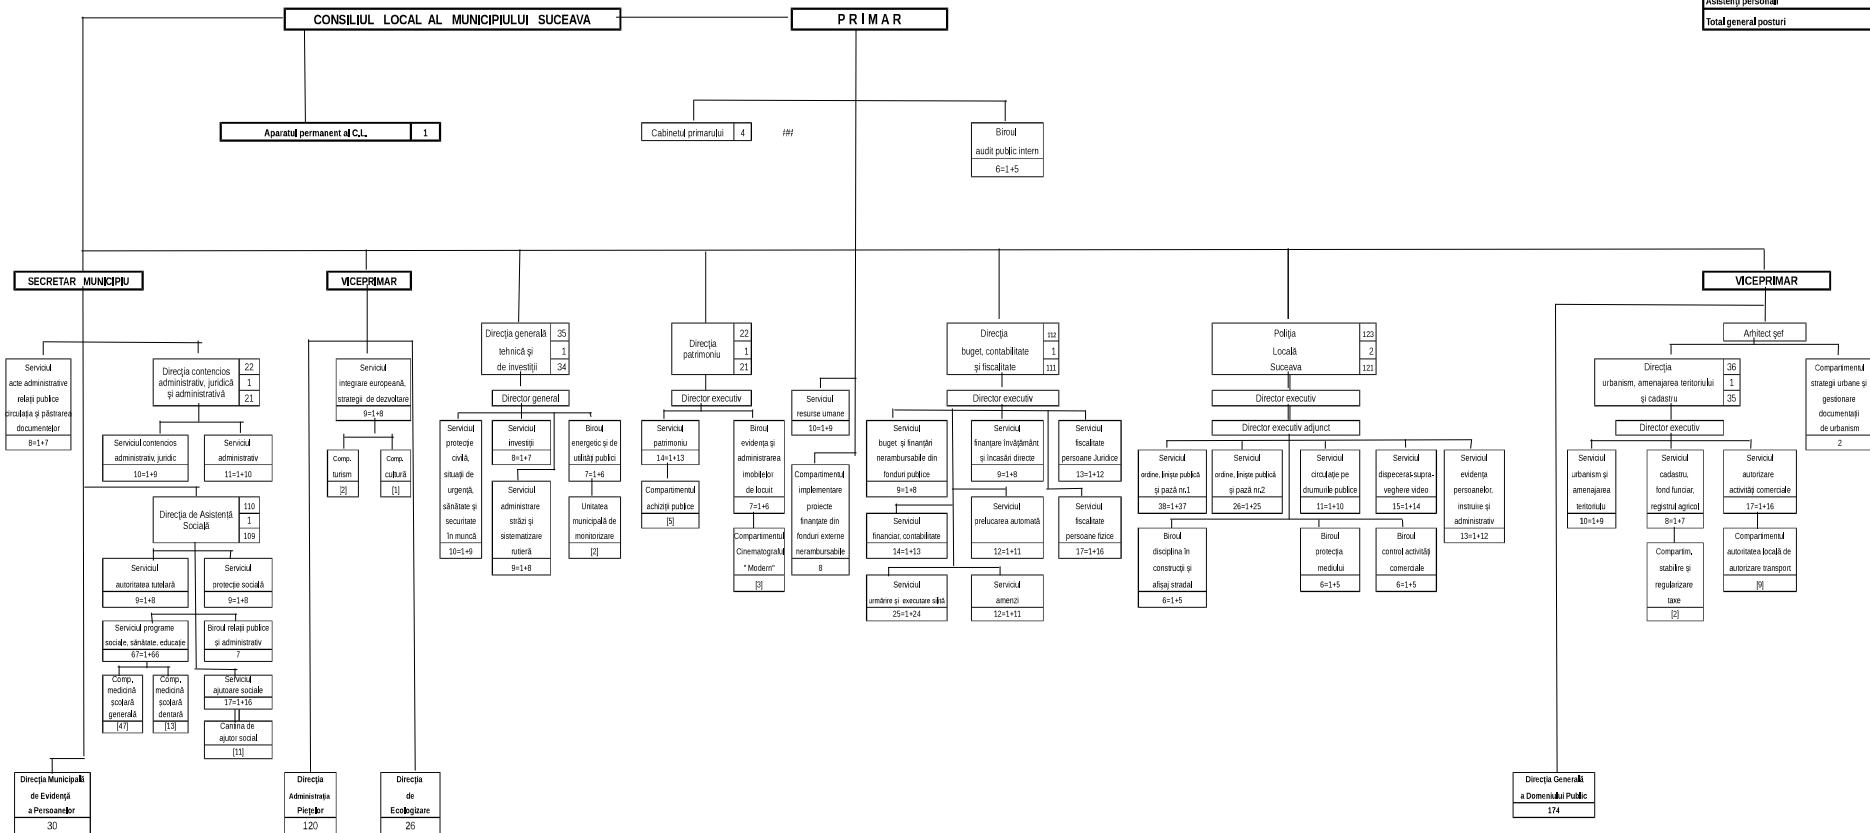 Asistenți personali
Total general posturi
CONSILIUL LOCAL AL MUNICIPIULUI SUCEAVA
P R I M A R
Aparatul permanent al C.L. 1
Cabinetul primarului 4
###
Biroul
audit public intern
6=1+5
SECRETAR MUNICIPIU
VICEPRIMAR
VICEPRIMAR
Serviciul
acte administrative
relații publice
circulația și păstrarea
documentelor
8=1+7
Direcția contencios
administrativ, juridică
și administrativă
22
1
21
Serviciul contencios
administrativ, juridic
10=1+9
Serviciul
administrativ
11=1+10
Direcția de Asistență
Socială
110
1
109
Serviciul
autoritatea tutelară
9=1+8
Serviciul
protecție socială
9=1+8
Serviciul programe
sociale, sănătate, educație
67=1+66
Biroul relații publice
și administrativ
7
Comp.
medicină
școlară
generală
[47]
Comp.
medicină
școlară
dentară
[13]
Serviciul
ajutoare sociale
17=1+16
Cantina de
ajutor social
[11]
Direcția Municipală
de Evidență
a Persoanelor
30
Serviciul
integrare europeană,
strategii de dezvoltare
9=1+8
Comp.
turism
[2]
Comp.
cultură
[1]
Direcția
Administrația
Piețelor
120
Direcția
de
Ecologizare
26
Direcția generală
tehnică și
de investiții
35
1
34
Director general
Serviciul
protecție
civilă,
situații de
urgență,
sănătate și
securitate
în muncă
10=1+9
Serviciul
investiții
8=1+7
Serviciul
administrare
străzi și
sistematizare
rutieră
9=1+8
Biroul
energetic și de
utilități publici
7=1+6
Unitatea
municipală de
monitorizare
[2]
Direcția
patrimoniu
22
1
21
Director executiv
Serviciul
patrimoniu
14=1+13
Compartimentul
achiziții publice
[5]
Biroul
evidența și
administrarea
imobilelor
de locuit
7=1+6
Compartimentul
Cinematograful
" Modern"
[3]
Serviciul
resurse umane
10=1+9
Compartimentul
implementare
proiecte
finanțate din
fonduri externe
nerambursabile
8
Direcția
buget, contabilitate
și fiscalitate
112
1
111
Director executiv
Serviciul
buget și finanțări
nerambursabile din
fonduri publice
9=1+8
Serviciul
finanțare învățământ
și încasări directe
9=1+8
Serviciul
fiscalitate
persoane Juridice
13=1+12
Serviciul
financiar, contabilitate
14=1+13
Serviciul
prelucarea automată
12=1+11
Serviciul
fiscalitate
persoane fizice
17=1+16
Serviciul
urmărire și executare silită
25=1+24
Serviciul
amenzi
12=1+11
Poliția
Locală
Suceava
123
2
121
Director executiv
Director executiv adjunct
Serviciul
ordine, liniște publică
și pază nr.1
38=1+37
Serviciul
ordine, liniște publică
și pază nr.2
26=1+25
Serviciul
circulație pe
drumurile publice
11=1+10
Serviciul
dispecerat-supra-
veghere video
15=1+14
Serviciul
evidența
persoanelor,
instruire și
administrativ
13=1+12
Biroul
disciplina în
construcții și
afișaj stradal
6=1+5
Biroul
protecția
mediului
6=1+5
Biroul
control activități
comerciale
6=1+5
Arhitect șef
Direcția
urbanism, amenajarea teritoriului
și cadastru
36
1
35
Director executiv
Compartimentul
strategii urbane și
gestionare
documentații
de urbanism
2
Serviciul
urbanism și
amenajarea
teritoriului
10=1+9
Serviciul
cadastru,
fond funciar,
registrul agricol
8=1+7
Compartim.
stabilire și
regularizare
taxe
[2]
Serviciul
autorizare
activități comerciale
17=1+16
Compartimentul
autoritatea locală de
autorizare transport
[9]
Direcția Generală
a Domeniului Public
174